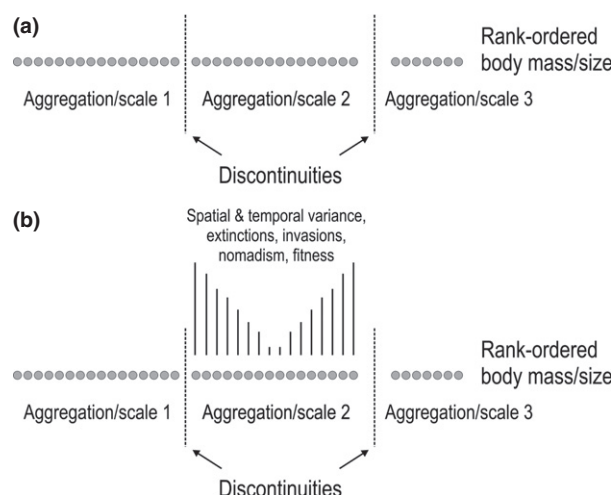 (a)
Rank-ordered
body mass/size
Aggregation/scale 1
Aggregation/scale 2
Aggregation/scale 3
Discontinuities
(b)
Spatial & temporal variance,
extinctions, invasions,
nomadism, fitness
Rank-ordered
body mass/size
Aggregation/scale 1
Aggregation/scale 2
Aggregation/scale 3
Discontinuities